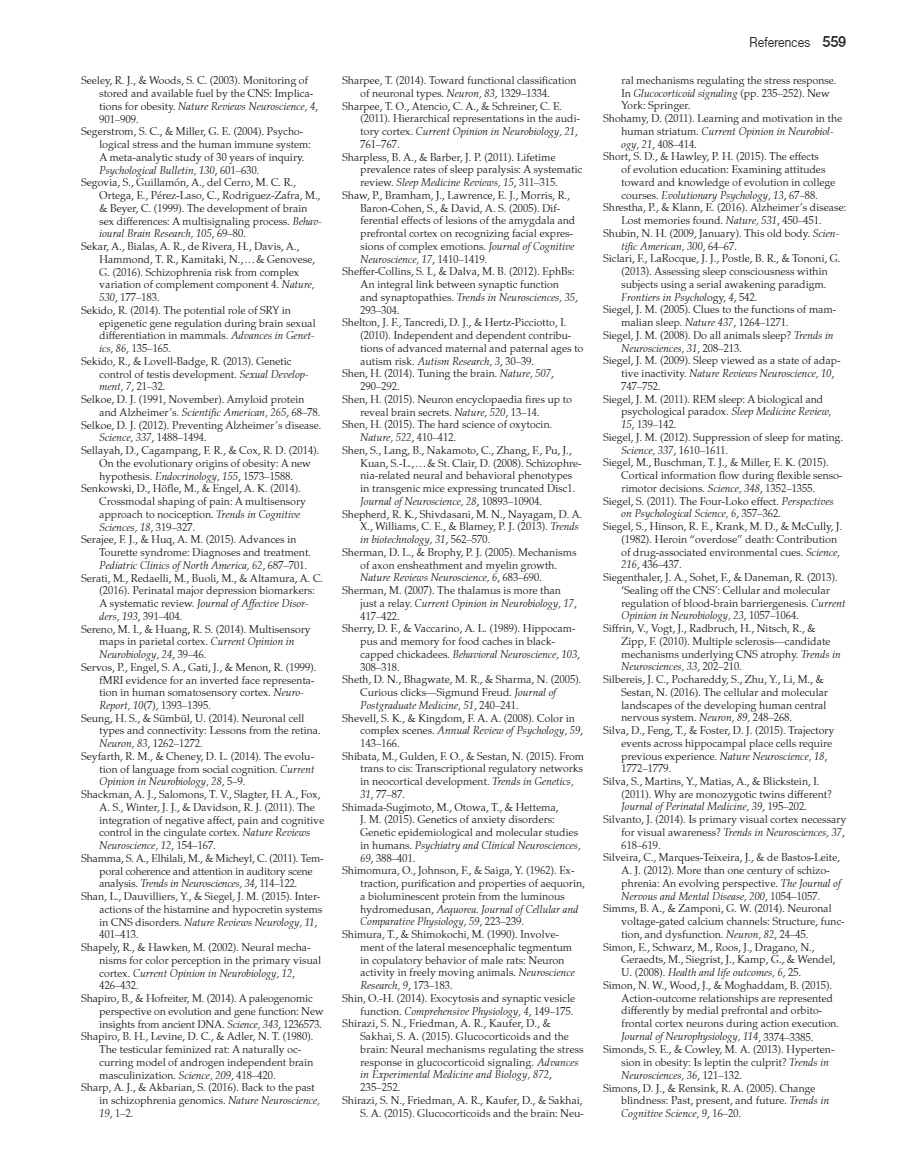 References 559
Seeley, R. J., & Woods, S. C. (2003). Monitoring of
stored and available fuel by the CNS: Implica-
tions for obesity. Nature Reviews Neuroscience, 4,
901–909.
Segerstrom, S. C., & Miller, G. E. (2004). Psycho-
logical stress and the human immune system:
A meta-analytic study of 30 years of inquiry.
Psychological Bulletin, 130, 601–630.
Segovia, S., Guillamón, A., del Cerro, M. C. R.,
Ortega, E., Pérez-Laso, C., Rodriguez-Zafra, M.,
& Beyer, C. (1999). The development of brain
sex differences: A multisignaling process. Behav-
ioural Brain Research, 105, 69–80.
Sekar, A., Bialas, A. R., de Rivera, H., Davis, A.,
Hammond, T. R., Kamitaki, N.,… & Genovese,
G. (2016). Schizophrenia risk from complex
variation of complement component 4. Nature,
530, 177–183.
Sekido, R. (2014). The potential role of SRY in
epigenetic gene regulation during brain sexual
differentiation in mammals. Advances in Genet-
ics, 86, 135–165.
Sekido, R., & Lovell-Badge, R. (2013). Genetic
control of testis development. Sexual Develop-
ment, 7, 21–32.
Selkoe, D. J. (1991, November). Amyloid protein
and Alzheimer’s. Scientific American, 265, 68–78.
Selkoe, D. J. (2012). Preventing Alzheimer’s disease.
Science, 337, 1488–1494.
Sellayah, D., Cagampang, F. R., & Cox, R. D. (2014).
On the evolutionary origins of obesity: A new
hypothesis. Endocrinology, 155, 1573–1588.
Senkowski, D., Höfle, M., & Engel, A. K. (2014).
Crossmodal shaping of pain: A multisensory
approach to nociception. Trends in Cognitive
Sciences, 18, 319–327.
Serajee, F. J., & Huq, A. M. (2015). Advances in
Tourette syndrome: Diagnoses and treatment.
Pediatric Clinics of North America, 62, 687–701.
Serati, M., Redaelli, M., Buoli, M., & Altamura, A. C.
(2016). Perinatal major depression biomarkers:
A systematic review. Journal of Affective Disor-
ders, 193, 391–404.
Sereno, M. I., & Huang, R. S. (2014). Multisensory
maps in parietal cortex. Current Opinion in
Neurobiology, 24, 39–46.
Servos, P., Engel, S. A., Gati, J., & Menon, R. (1999).
fMRI evidence for an inverted face representa-
tion in human somatosensory cortex. Neuro-
Report, 10(7), 1393–1395.
Seung, H. S., & Sümbül, U. (2014). Neuronal cell
types and connectivity: Lessons from the retina.
Neuron, 83, 1262–1272.
Seyfarth, R. M., & Cheney, D. L. (2014). The evolu-
tion of language from social cognition. Current
Opinion in Neurobiology, 28, 5–9.
Shackman, A. J., Salomons, T. V., Slagter, H. A., Fox,
A. S., Winter, J. J., & Davidson, R. J. (2011). The
integration of negative affect, pain and cognitive
control in the cingulate cortex. Nature Reviews
Neuroscience, 12, 154–167.
Shamma, S. A., Elhilali, M., & Micheyl, C. (2011). Tem-
poral coherence and attention in auditory scene
analysis. Trends in Neurosciences, 34, 114–122.
Shan, L., Dauvilliers, Y., & Siegel, J. M. (2015). Inter-
actions of the histamine and hypocretin systems
in CNS disorders. Nature Reviews Neurology, 11,
401–413.
Shapely, R., & Hawken, M. (2002). Neural mecha-
nisms for color perception in the primary visual
cortex. Current Opinion in Neurobiology, 12,
426–432.
Shapiro, B., & Hofreiter, M. (2014). A paleogenomic
perspective on evolution and gene function: New
insights from ancient DNA. Science, 343, 1236573.
Shapiro, B. H., Levine, D. C., & Adler, N. T. (1980).
The testicular feminized rat: A naturally oc-
curring model of androgen independent brain
masculinization. Science, 209, 418–420.
Sharp, A. J., & Akbarian, S. (2016). Back to the past
in schizophrenia genomics. Nature Neuroscience,
19, 1–2.
Sharpee, T. (2014). Toward functional classification
of neuronal types. Neuron, 83, 1329–1334.
Sharpee, T. O., Atencio, C. A., & Schreiner, C. E.
(2011). Hierarchical representations in the audi-
tory cortex. Current Opinion in Neurobiology, 21,
761–767.
Sharpless, B. A., & Barber, J. P. (2011). Lifetime
prevalence rates of sleep paralysis: A systematic
review. Sleep Medicine Reviews, 15, 311–315.
Shaw, P., Bramham, J., Lawrence, E. J., Morris, R.,
Baron-Cohen, S., & David, A. S. (2005). Dif-
ferential effects of lesions of the amygdala and
prefrontal cortex on recognizing facial expres-
sions of complex emotions. Journal of Cognitive
Neuroscience, 17, 1410–1419.
Sheffer-Collins, S. I., & Dalva, M. B. (2012). EphBs:
An integral link between synaptic function
and synaptopathies. Trends in Neurosciences, 35,
293–304.
Shelton, J. F., Tancredi, D. J., & Hertz-Picciotto, I.
(2010). Independent and dependent contribu-
tions of advanced maternal and paternal ages to
autism risk. Autism Research, 3, 30–39.
Shen, H. (2014). Tuning the brain. Nature, 507,
290–292.
Shen, H. (2015). Neuron encyclopaedia fires up to
reveal brain secrets. Nature, 520, 13–14.
Shen, H. (2015). The hard science of oxytocin.
Nature, 522, 410–412.
Shen, S., Lang, B., Nakamoto, C., Zhang, F., Pu, J.,
Kuan, S.-L.,… & St. Clair, D. (2008). Schizophre-
nia-related neural and behavioral phenotypes
in transgenic mice expressing truncated Disc1.
Journal of Neuroscience, 28, 10893–10904.
Shepherd, R. K., Shivdasani, M. N., Nayagam, D. A.
X., Williams, C. E., & Blamey, P. J. (2013). Trends
in biotechnology, 31, 562–570.
Sherman, D. L., & Brophy, P. J. (2005). Mechanisms
of axon ensheathment and myelin growth.
Nature Reviews Neuroscience, 6, 683–690.
Sherman, M. (2007). The thalamus is more than
just a relay. Current Opinion in Neurobiology, 17,
417–422.
Sherry, D. F., & Vaccarino, A. L. (1989). Hippocam-
pus and memory for food caches in black-
capped chickadees. Behavioral Neuroscience, 103,
308–318.
Sheth, D. N., Bhagwate, M. R., & Sharma, N. (2005).
Curious clicks—Sigmund Freud. Journal of
Postgraduate Medicine, 51, 240–241.
Shevell, S. K., & Kingdom, F. A. A. (2008). Color in
complex scenes. Annual Review of Psychology, 59,
143–166.
Shibata, M., Gulden, F. O., & Sestan, N. (2015). From
trans to cis: Transcriptional regulatory networks
in neocortical development. Trends in Genetics,
31, 77–87.
Shimada-Sugimoto, M., Otowa, T., & Hettema,
J. M. (2015). Genetics of anxiety disorders:
Genetic epidemiological and molecular studies
in humans. Psychiatry and Clinical Neurosciences,
69, 388–401.
Shimomura, O., Johnson, F., & Saiga, Y. (1962). Ex-
traction, purification and properties of aequorin,
a bioluminescent protein from the luminous
hydromedusan, Aequorea. Journal of Cellular and
Comparative Physiology, 59, 223–239.
Shimura, T., & Shimokochi, M. (1990). Involve-
ment of the lateral mesencephalic tegmentum
in copulatory behavior of male rats: Neuron
activity in freely moving animals. Neuroscience
Research, 9, 173–183.
Shin, O.-H. (2014). Exocytosis and synaptic vesicle
function. Comprehensive Physiology, 4, 149–175.
Shirazi, S. N., Friedman, A. R., Kaufer, D., &
Sakhai, S. A. (2015). Glucocorticoids and the
brain: Neural mechanisms regulating the stress
response in glucocorticoid signaling. Advances
in Experimental Medicine and Biology, 872,
235–252.
Shirazi, S. N., Friedman, A. R., Kaufer, D., & Sakhai,
S. A. (2015). Glucocorticoids and the brain: Neu-
ral mechanisms regulating the stress response.
In Glucocorticoid signaling (pp. 235–252). New
York: Springer.
Shohamy, D. (2011). Learning and motivation in the
human striatum. Current Opinion in Neurobiol-
ogy, 21, 408–414.
Short, S. D., & Hawley, P. H. (2015). The effects
of evolution education: Examining attitudes
toward and knowledge of evolution in college
courses. Evolutionary Psychology, 13, 67–88.
Shrestha, P., & Klann, E. (2016). Alzheimer’s disease:
Lost memories found. Nature, 531, 450–451.
Shubin, N. H. (2009, January). This old body. Scien-
tific American, 300, 64–67.
Siclari, F., LaRocque, J. J., Postle, B. R., & Tononi, G.
(2013). Assessing sleep consciousness within
subjects using a serial awakening paradigm.
Frontiers in Psychology, 4, 542.
Siegel, J. M. (2005). Clues to the functions of mam-
malian sleep. Nature 437, 1264–1271.
Siegel, J. M. (2008). Do all animals sleep? Trends in
Neurosciences, 31, 208–213.
Siegel, J. M. (2009). Sleep viewed as a state of adap-
tive inactivity. Nature Reviews Neuroscience, 10,
747–752.
Siegel, J. M. (2011). REM sleep: A biological and
psychological paradox. Sleep Medicine Review,
15, 139–142.
Siegel, J. M. (2012). Suppression of sleep for mating.
Science, 337, 1610–1611.
Siegel, M., Buschman, T. J., & Miller, E. K. (2015).
Cortical information flow during flexible senso-
rimotor decisions. Science, 348, 1352–1355.
Siegel, S. (2011). The Four-Loko effect. Perspectives
on Psychological Science, 6, 357–362.
Siegel, S., Hinson, R. E., Krank, M. D., & McCully, J.
(1982). Heroin “overdose” death: Contribution
of drug-associated environmental cues. Science,
216, 436–437.
Siegenthaler, J. A., Sohet, F., & Daneman, R. (2013).
‘Sealing off the CNS’: Cellular and molecular
regulation of blood-brain barriergenesis. Current
Opinion in Neurobiology, 23, 1057–1064.
Siffrin, V., Vogt, J., Radbruch, H., Nitsch, R., &
Zipp, F. (2010). Multiple sclerosis—candidate
mechanisms underlying CNS atrophy. Trends in
Neurosciences, 33, 202–210.
Silbereis, J. C., Pochareddy, S., Zhu, Y., Li, M., &
Sestan, N. (2016). The cellular and molecular
landscapes of the developing human central
nervous system. Neuron, 89, 248–268.
Silva, D., Feng, T., & Foster, D. J. (2015). Trajectory
events across hippocampal place cells require
previous experience. Nature Neuroscience, 18,
1772–1779.
Silva, S., Martins, Y., Matias, A., & Blickstein, I.
(2011). Why are monozygotic twins different?
Journal of Perinatal Medicine, 39, 195–202.
Silvanto, J. (2014). Is primary visual cortex necessary
for visual awareness? Trends in Neurosciences, 37,
618–619.
Silveira, C., Marques-Teixeira, J., & de Bastos-Leite,
A. J. (2012). More than one century of schizo-
phrenia: An evolving perspective. The Journal of
Nervous and Mental Disease, 200, 1054–1057.
Simms, B. A., & Zamponi, G. W. (2014). Neuronal
voltage-gated calcium channels: Structure, func-
tion, and dysfunction. Neuron, 82, 24–45.
Simon, E., Schwarz, M., Roos, J., Dragano, N.,
Geraedts, M., Siegrist, J., Kamp, G., & Wendel,
U. (2008). Health and life outcomes, 6, 25.
Simon, N. W., Wood, J., & Moghaddam, B. (2015).
Action-outcome relationships are represented
differently by medial prefrontal and orbito-
frontal cortex neurons during action execution.
Journal of Neurophysiology, 114, 3374–3385.
Simonds, S. E., & Cowley, M. A. (2013). Hyperten-
sion in obesity: Is leptin the culprit? Trends in
Neurosciences, 36, 121–132.
Simons, D. J., & Rensink, R. A. (2005). Change
blindness: Past, present, and future. Trends in
Cognitive Science, 9, 16–20.